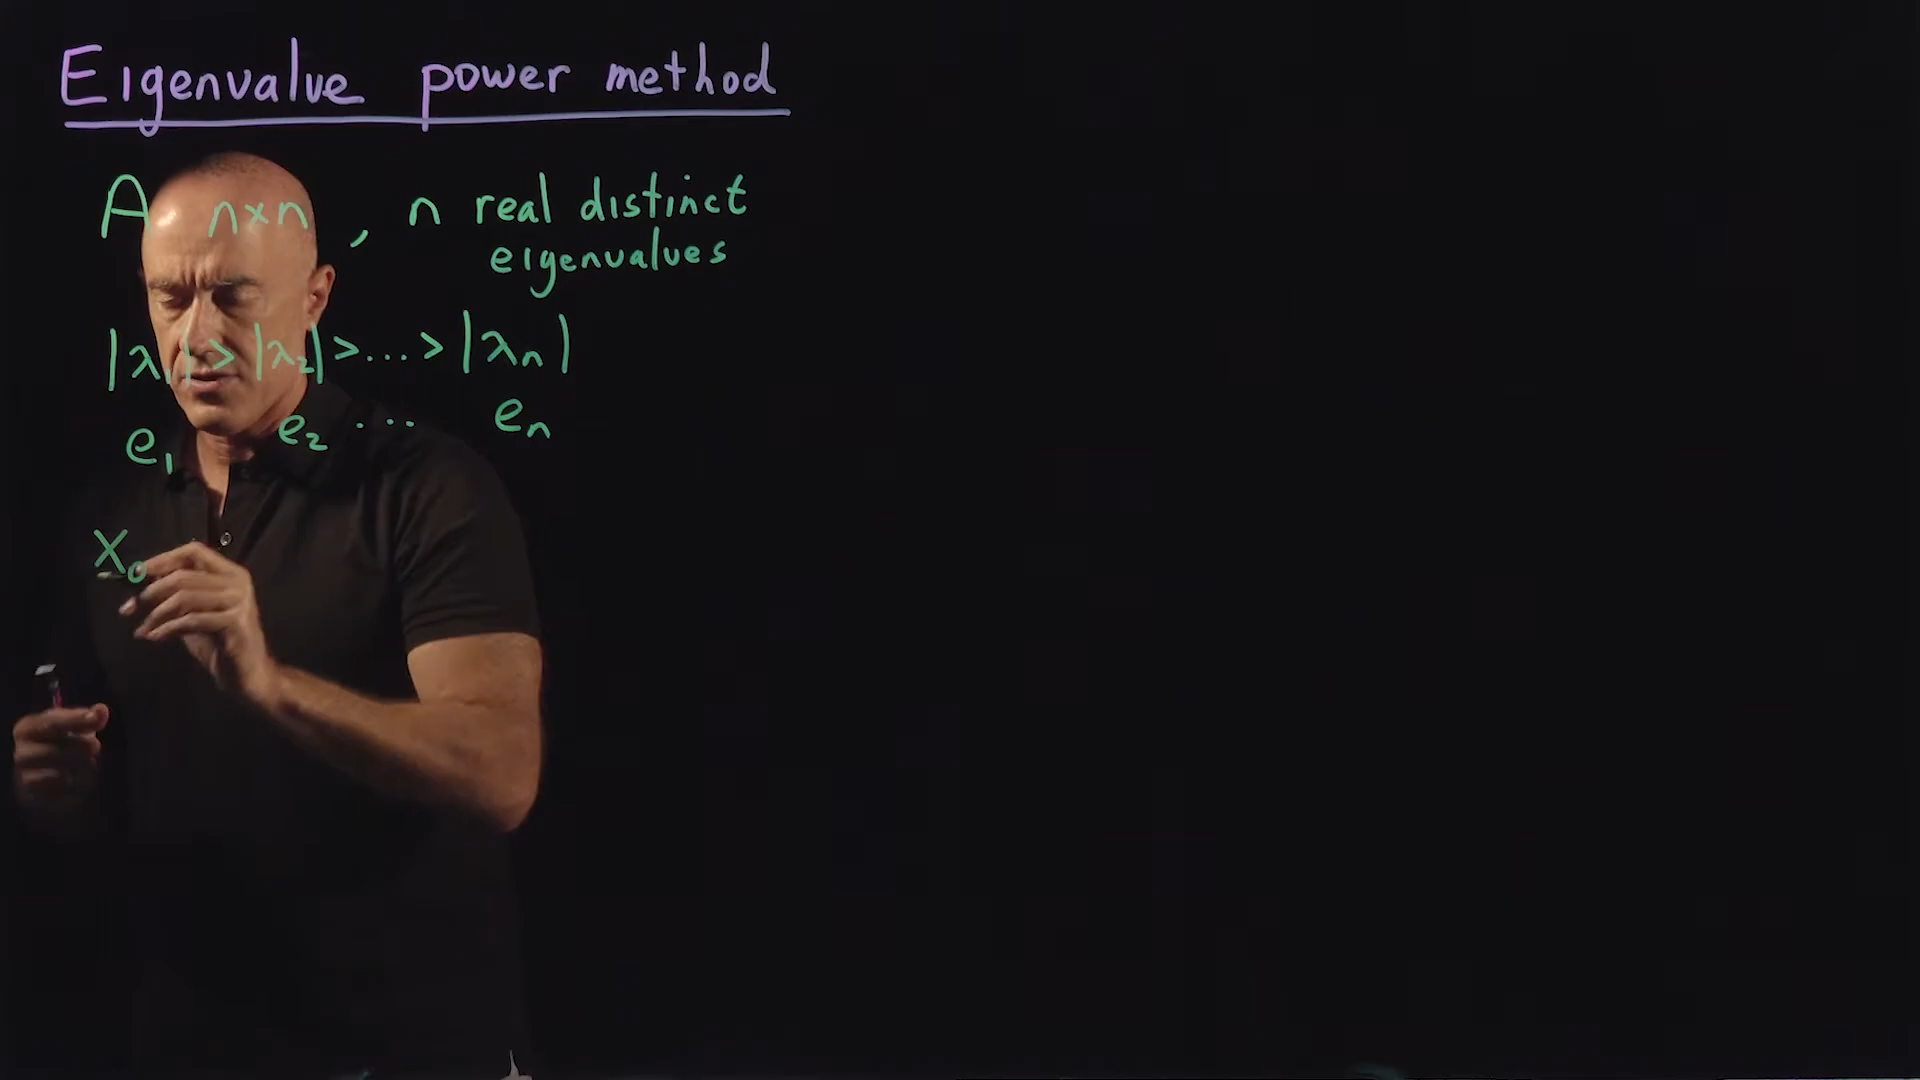 Eigenvalue power method
A n×n , n real distinct
eigenvalues
|λ₁| > |λ₂| > ... > |λₙ|
e₁ e₂ ... eₙ
x₀